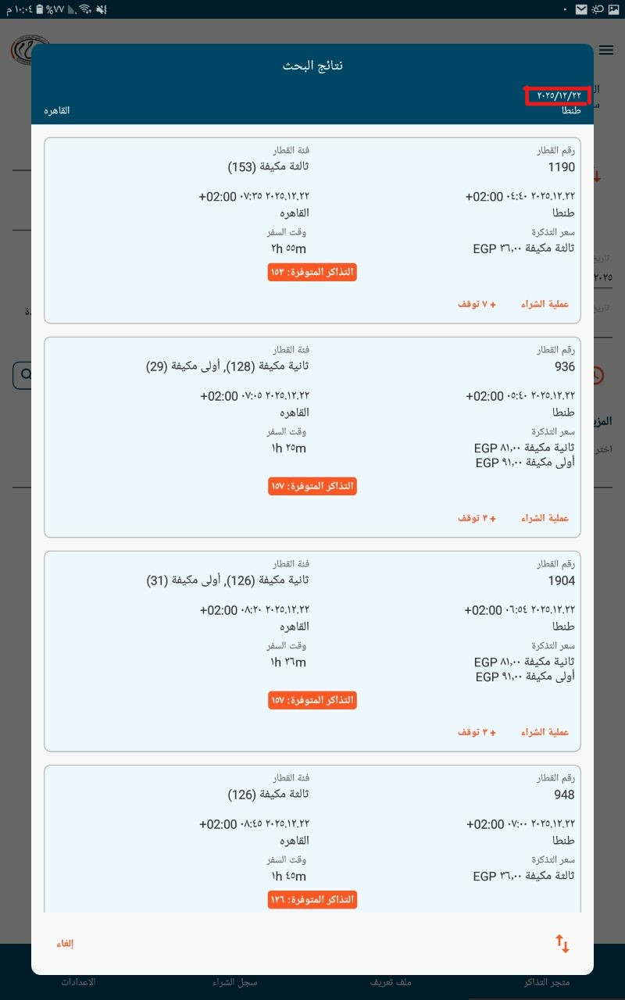 ١٠:٠٤ م ٧٧%
نتائج البحث
٢٠٢٥/١٢/٢٢
طنطا
القاهره
رقم القطار
فئة القطار
1190
ثالثة مكيفة (153)
٢٠٢٥.١٢.٢٢ ٠٤:٤٠ +02:00
٢٠٢٥.١٢.٢٢ ٠٧:٣٥ +02:00
طنطا
القاهره
سعر التذكرة
وقت السفر
ثالثة مكيفة ٣٦,٠٠ EGP
٢h ٥٥m
التذاكر المتوفرة: ١٥٣
عملية الشراء
+ ٧ توقف
رقم القطار
فئة القطار
936
ثانية مكيفة (128), أولى مكيفة (29)
٢٠٢٥.١٢.٢٢ ٠٥:٤٠ +02:00
٢٠٢٥.١٢.٢٢ ٠٧:٠٥ +02:00
طنطا
القاهره
سعر التذكرة
وقت السفر
ثانية مكيفة ٨١,٠٠ EGP
١h ٢٥m
أولى مكيفة ٩١,٠٠ EGP
التذاكر المتوفرة: ١٥٧
عملية الشراء
+ ٣ توقف
رقم القطار
فئة القطار
1904
ثانية مكيفة (126), أولى مكيفة (31)
٢٠٢٥.١٢.٢٢ ٠٦:٥٤ +02:00
٢٠٢٥.١٢.٢٢ ٠٨:٢٠ +02:00
طنطا
القاهره
سعر التذكرة
وقت السفر
ثانية مكيفة ٨١,٠٠ EGP
١h ٢٦m
أولى مكيفة ٩١,٠٠ EGP
التذاكر المتوفرة: ١٥٧
عملية الشراء
+ ٣ توقف
رقم القطار
فئة القطار
948
ثالثة مكيفة (126)
٢٠٢٥.١٢.٢٢ ٠٧:٠٠ +02:00
٢٠٢٥.١٢.٢٢ ٠٨:٤٥ +02:00
طنطا
القاهره
سعر التذكرة
وقت السفر
ثالثة مكيفة ٣٦,٠٠ EGP
١h ٤٥m
التذاكر المتوفرة: ١٢٦
إلغاء
متجر التذاكر
ملف تعريف
سجل الشراء
الاعدادات